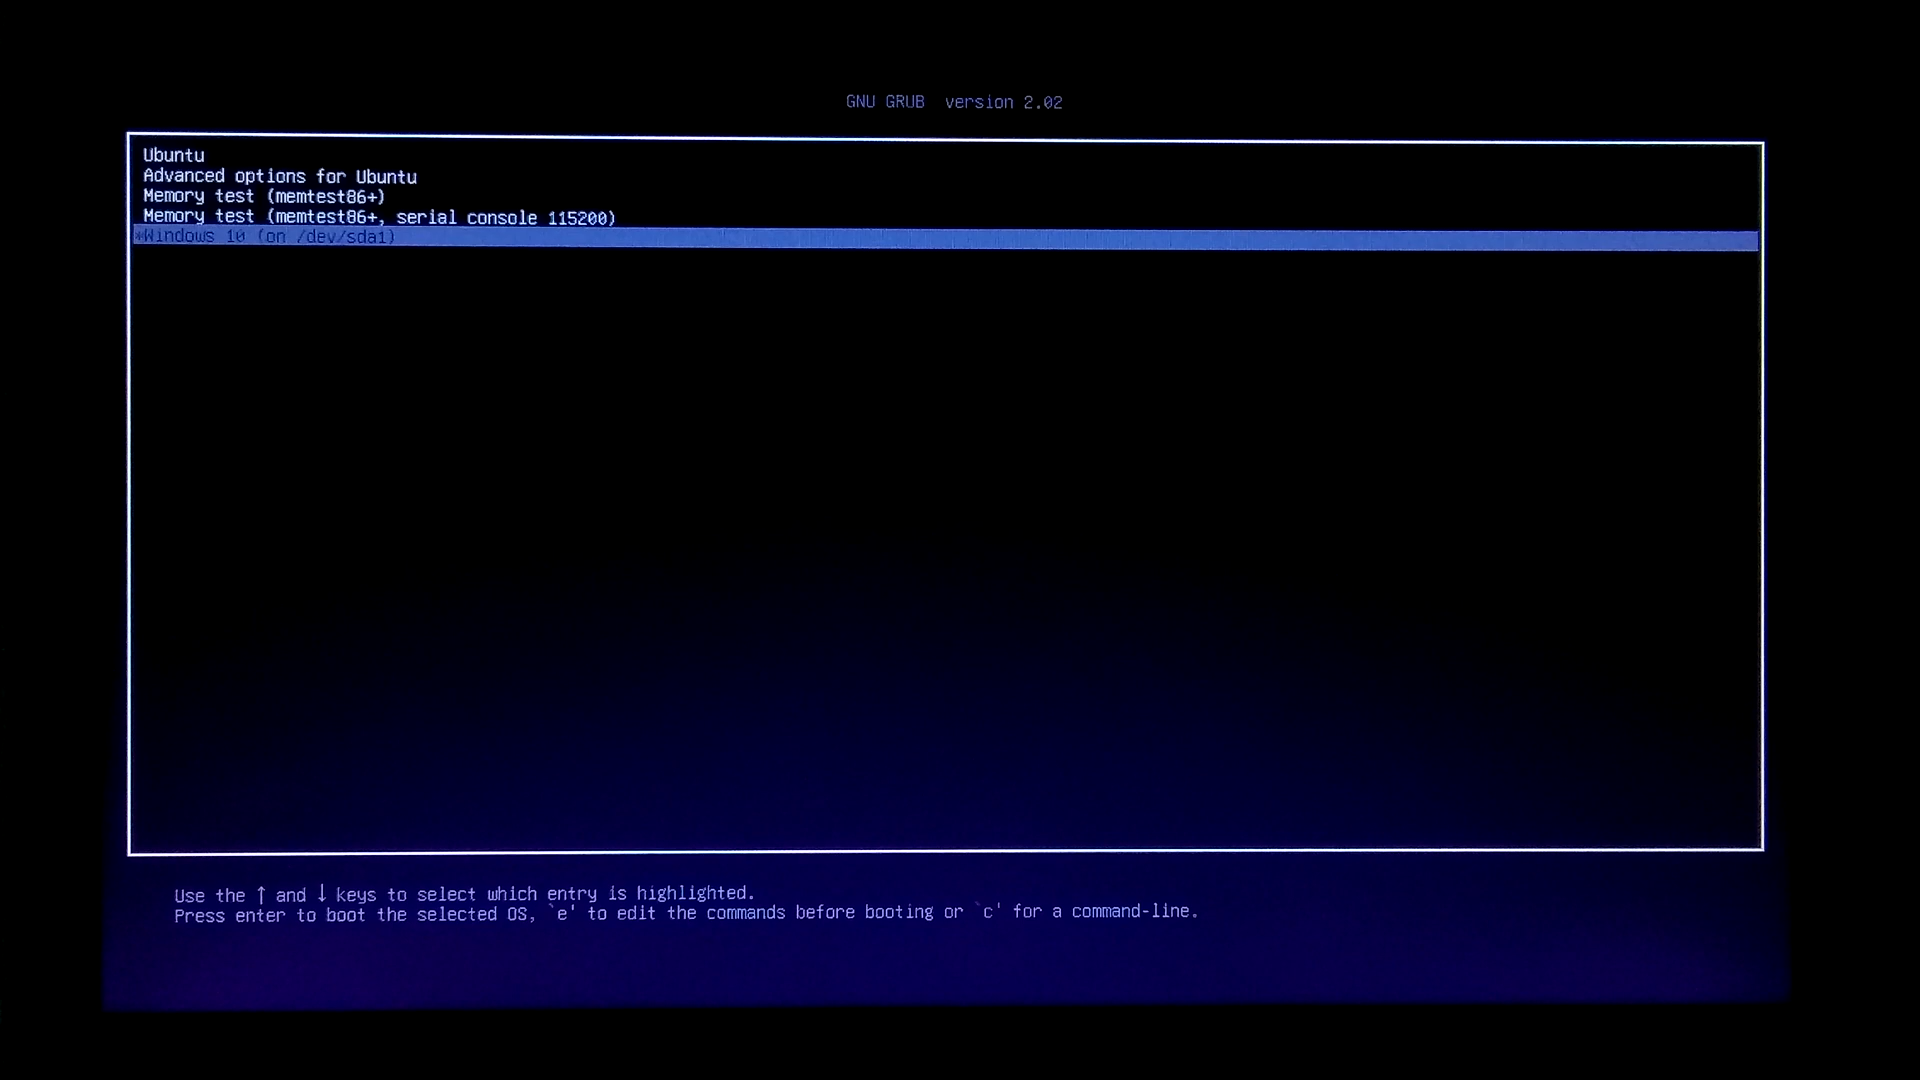 GNU GRUB  version 2.02
Ubuntu
Advanced options for Ubuntu
Memory test (memtest86+)
Memory test (memtest86+, serial console 115200)
*Windows 10 (on /dev/sda1)
Use the ↑ and ↓ keys to select which entry is highlighted.
Press enter to boot the selected OS, `e' to edit the commands before booting or `c' for a command-line.